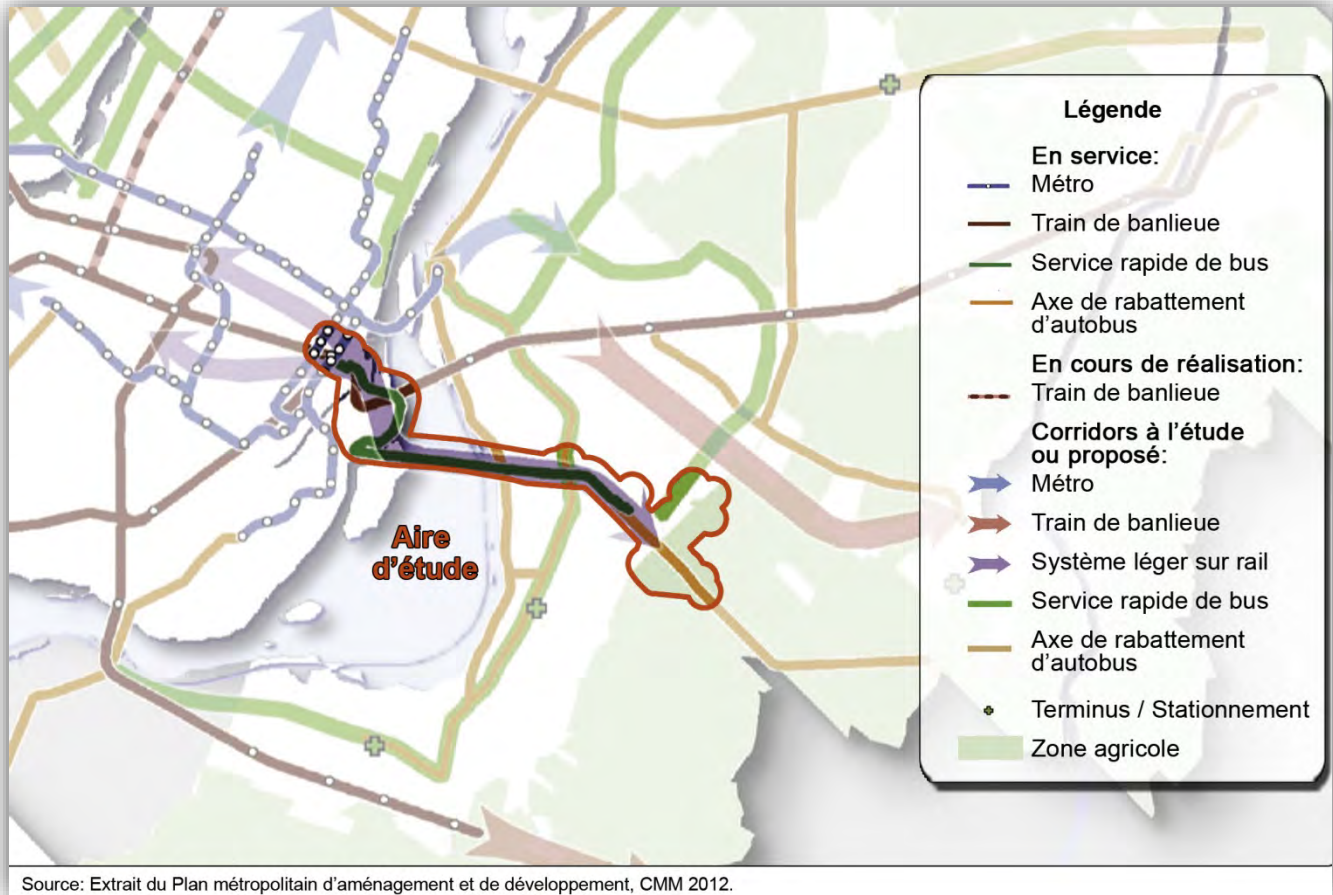 Légende
En service:
Métro
Train de banlieue
Service rapide de bus
Axe de rabattement
d'autobus
En cours de réalisation:
Train de banlieue
Corridors à l'étude
ou proposé:
Métro
Train de banlieue
Système léger sur rail
Service rapide de bus
Axe de rabattement
d'autobus
Terminus / Stationnement
Zone agricole
Aire
d'étude
Source: Extrait du Plan métropolitain d'aménagement et de développement, CMM 2012.